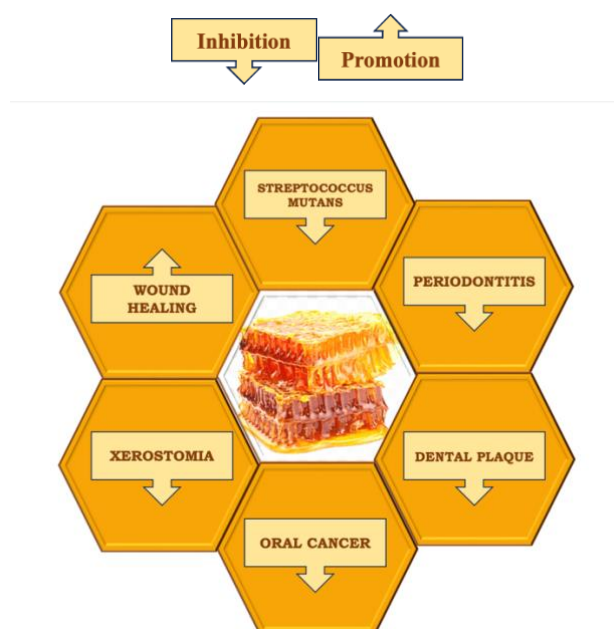 Inhibition
Promotion
STREPTOCOCCUS
MUTANS
PERIODONTITIS
WOUND
HEALING
XEROSTOMIA
DENTAL PLAQUE
ORAL CANCER